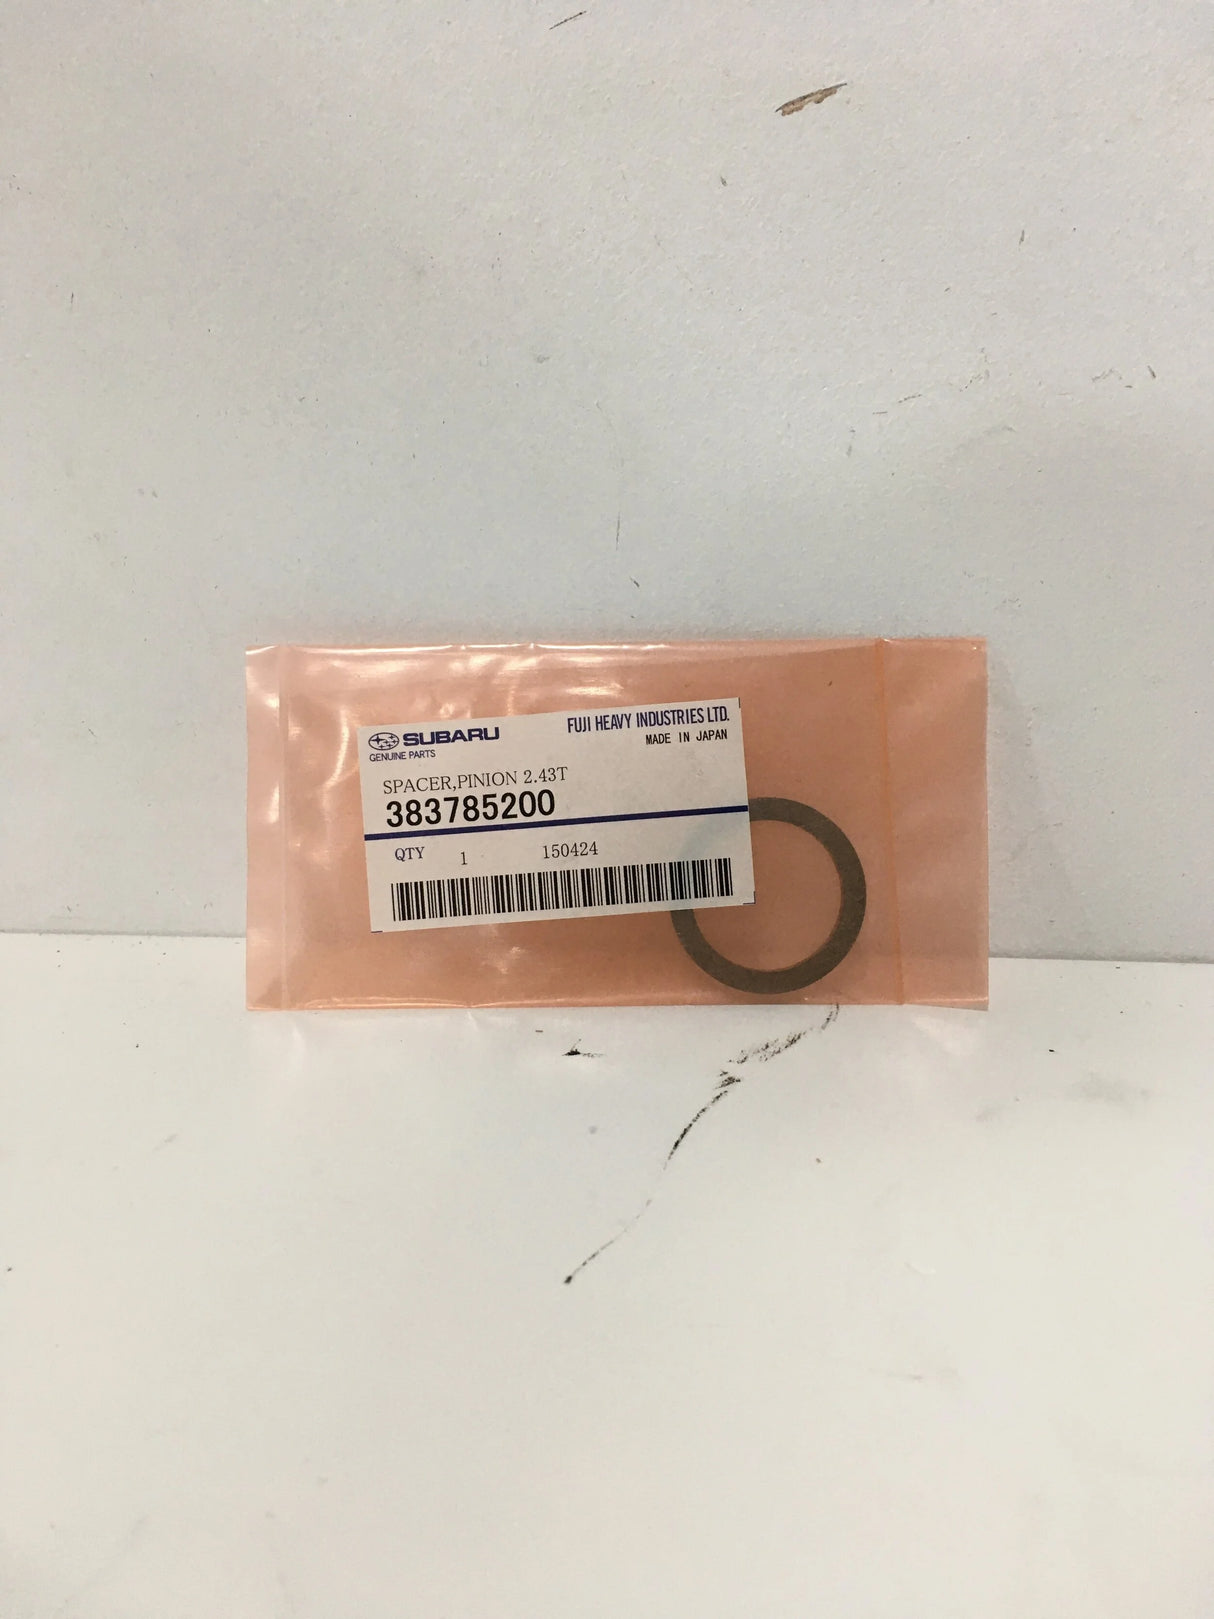 SUBARU
GENUINE PARTS
FUJI HEAVY INDUSTRIES LTD.
MADE IN JAPAN
SPACER,PINION 2.43T
383785200
QTY 1 150424